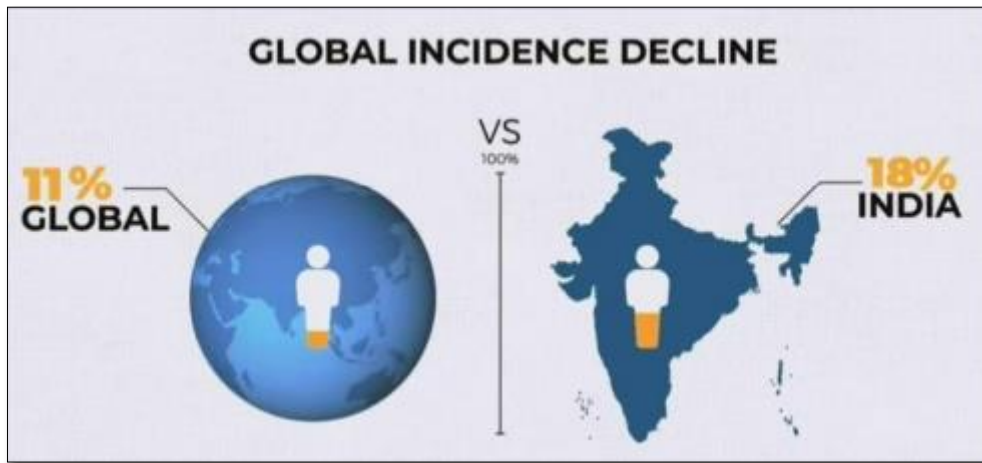 GLOBAL INCIDENCE DECLINE
VS
100%
11%
GLOBAL
18%
INDIA